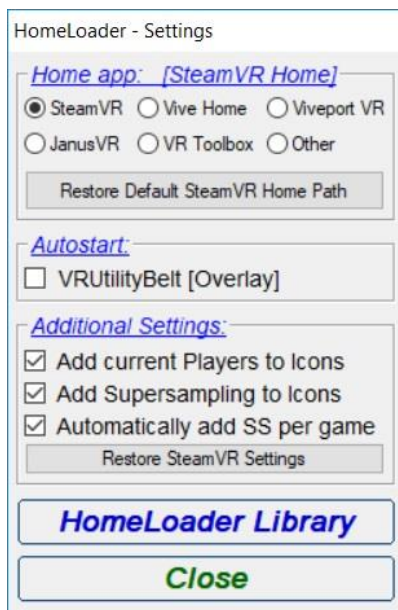 HomeLoader - Settings
Home app: [SteamVR Home]
SteamVR Vive Home Viveport VR
JanusVR VR Toolbox Other
Restore Default SteamVR Home Path
Autostart:
VRUtilityBelt [Overlay]
Additional Settings:
Add current Players to Icons
Add Supersampling to Icons
Automatically add SS per game
Restore SteamVR Settings
HomeLoader Library
Close